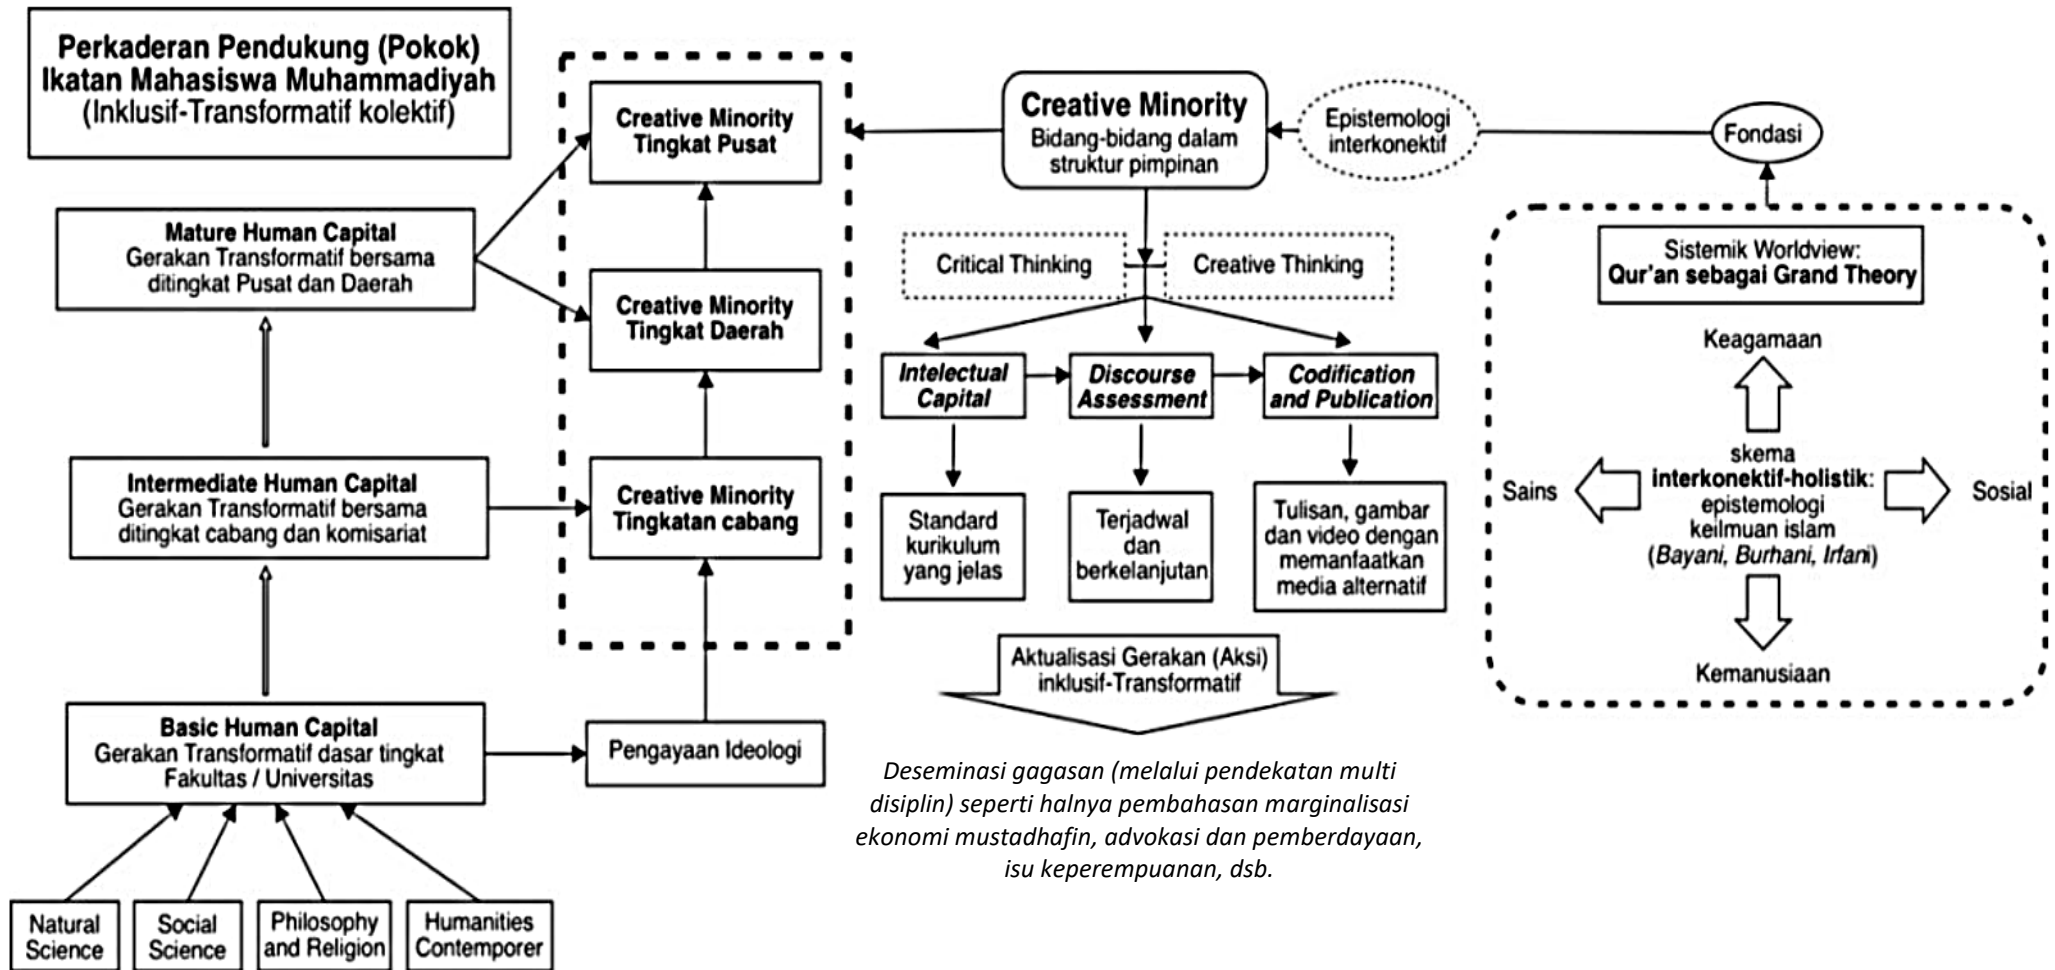 Perkaderan Pendukung (Pokok)
Ikatan Mahasiswa Muhammadiyah
(Inklusif-Transformatif kolektif)
Mature Human Capital
Gerakan Transformatif bersama
ditingkat Pusat dan Daerah
Intermediate Human Capital
Gerakan Transformatif bersama
ditingkat cabang dan komisariat
Basic Human Capital
Gerakan Transformatif dasar tingkat
Fakultas / Universitas
Natural
Science
Social
Science
Philosophy
and Religion
Humanities
Contemporer
Creative Minority
Tingkat Pusat
Creative Minority
Tingkat Daerah
Creative Minority
Tingkatan cabang
Pengayaan Ideologi
Creative Minority
Bidang-bidang dalam
struktur pimpinan
Epistemologi
interkonektif
Fondasi
Critical Thinking
Creative Thinking
Intelectual
Capital
Discourse
Assessment
Codification
and Publication
Standard
kurikulum
yang jelas
Terjadwal
dan
berkelanjutan
Tulisan, gambar
dan video dengan
memanfaatkan
media alternatif
Aktualisasi Gerakan (Aksi)
inklusif-Transformatif
Deseminasi gagasan (melalui pendekatan multi
disiplin) seperti halnya pembahasan marginalisasi
ekonomi mustadhafin, advokasi dan pemberdayaan,
isu keperempuanan, dsb.
Sistemik Worldview:
Qur'an sebagai Grand Theory
Keagamaan
Sains
skema
interkonektif-holistik:
epistemologi
keilmuan islam
(Bayani, Burhani, Irfani)
Sosial
Kemanusiaan